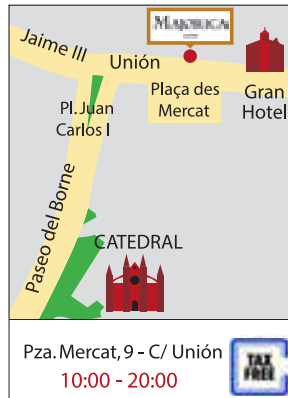 MAJORICA
Jaime III
Unión
Plaça des
Mercat
Gran
Hotel
Pl. Juan
Carlos I
Paseo del Borne
CATEDRAL
Pza. Mercat, 9 - C/ Unión
10:00 - 20:00
TAX
FREE